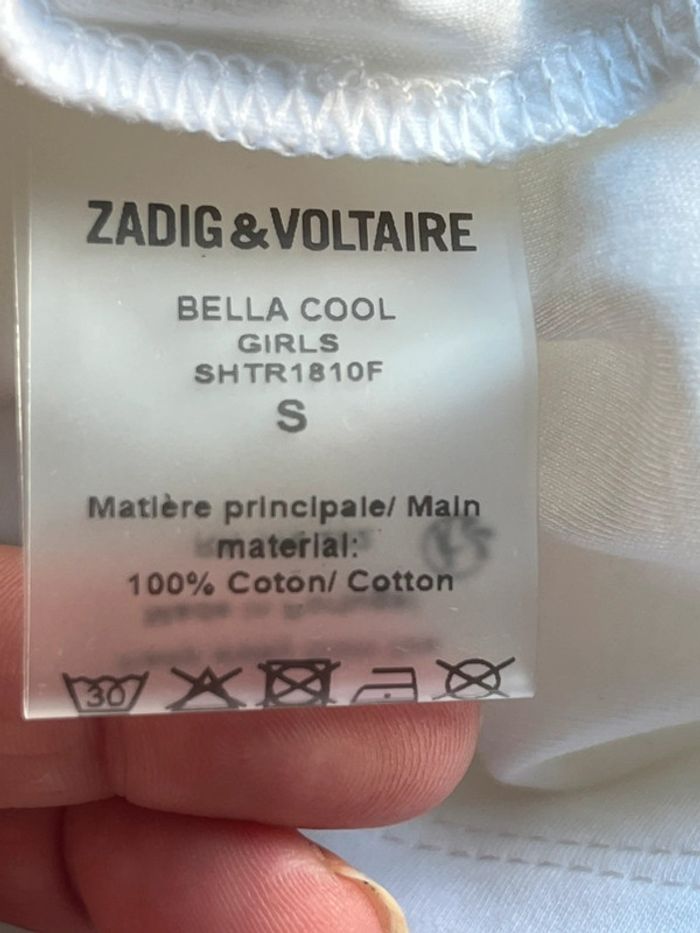 ZADIG&VOLTAIRE
BELLA COOL
GIRLS
SHTR1810F
S
Matière principale/ Main
material:
100% Coton/ Cotton
30